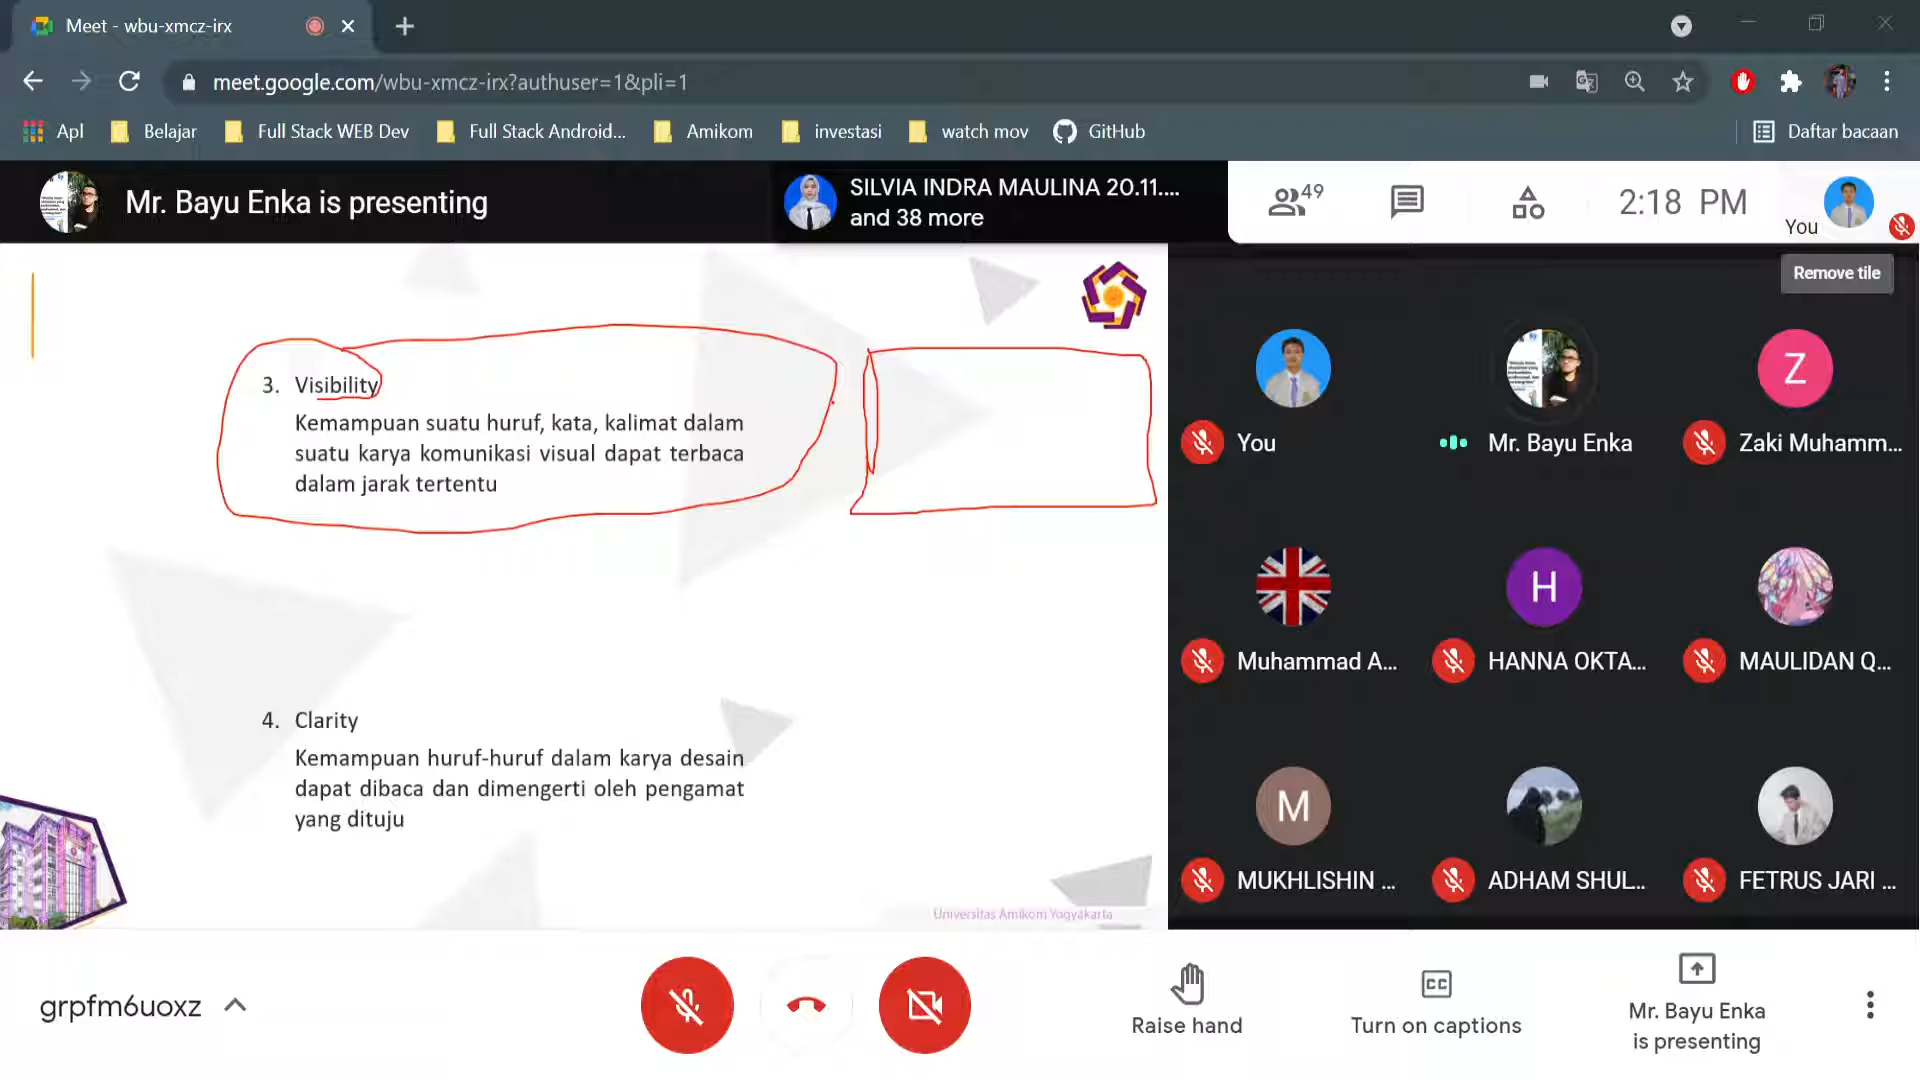 Meet - wbu-xmcz-irx
meet.google.com/wbu-xmcz-irx?authuser=1&pli=1
Apl
Belajar
Full Stack WEB Dev
Full Stack Android...
Amikom
investasi
watch mov
GitHub
Daftar bacaan
Mr. Bayu Enka is presenting
SILVIA INDRA MAULINA 20.11....
and 38 more
49
2:18 PM
You
Remove tile
3. Visibility
Kemampuan suatu huruf, kata, kalimat dalam
suatu karya komunikasi visual dapat terbaca
dalam jarak tertentu
4. Clarity
Kemampuan huruf-huruf dalam karya desain
dapat dibaca dan dimengerti oleh pengamat
yang dituju
Universitas Amikom Yogyakarta
You
Mr. Bayu Enka
Z
Zaki Muhamm...
Muhammad A...
H
HANNA OKTA...
MAULIDAN Q...
M
MUKHLISHIN ...
ADHAM SHUL...
FETRUS JARI ...
grpfm6uoxz
Raise hand
CC
Turn on captions
Mr. Bayu Enka
is presenting